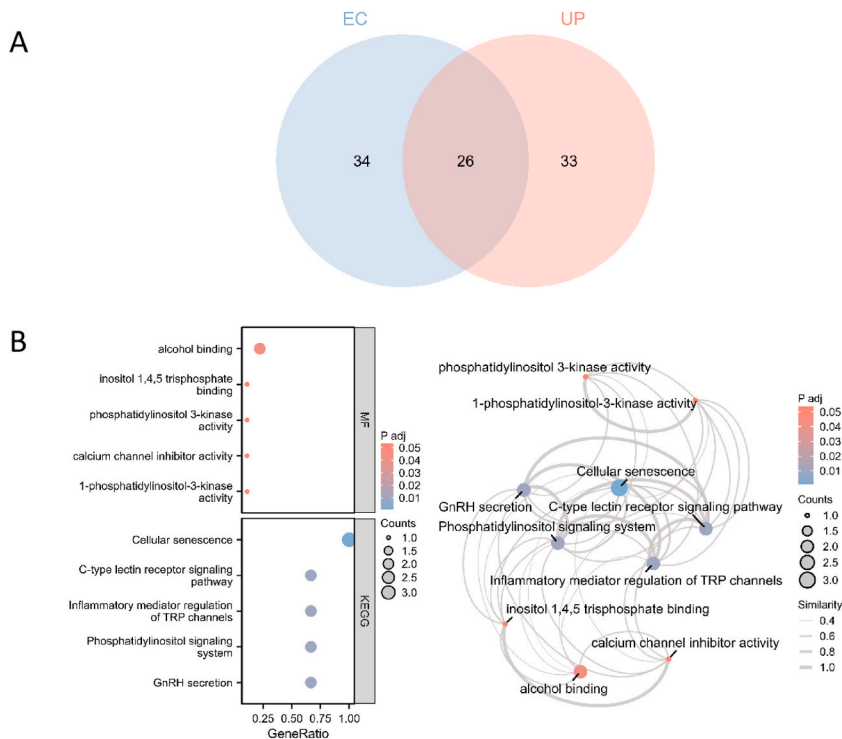 A
EC
UP
34
26
33
B
alcohol binding
inositol 1,4,5 trisphosphate
binding
phosphatidylinositol 3-kinase
activity
calcium channel inhibitor activity
1-phosphatidylinositol-3-kinase
activity
MF
Cellular senescence
C-type lectin receptor signaling
pathway
Inflammatory mediator regulation
of TRP channels
Phosphatidylinositol signaling
system
GnRH secretion
KEGG
0.25 0.50 0.75 1.00
GeneRatio
P adj
0.05
0.04
0.03
0.02
0.01
Counts
1.0
1.5
2.0
2.5
3.0
phosphatidylinositol 3-kinase activity
1-phosphatidylinositol-3-kinase activity
Cellular senescence
GnRH secretion
C-type lectin receptor signaling pathway
Phosphatidylinositol signaling system
Inflammatory mediator regulation of TRP channels
inositol 1,4,5 trisphosphate binding
calcium channel inhibitor activity
alcohol binding
P adj
0.05
0.04
0.03
0.02
0.01
Counts
1.0
1.5
2.0
2.5
3.0
Similarity
0.4
0.6
0.8
1.0